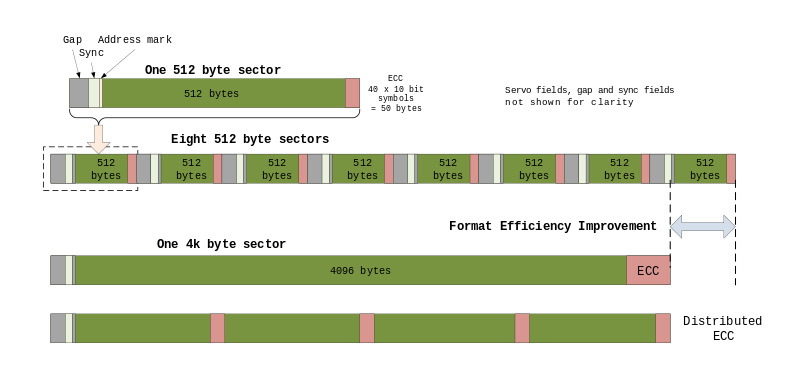 Gap
Address mark
Sync
One 512 byte sector
512 bytes
ECC
40 x 10 bit
symbols
= 50 bytes
Servo fields, gap and sync fields
not shown for clarity
Eight 512 byte sectors
512
bytes
512
bytes
512
bytes
512
bytes
512
bytes
512
bytes
512
bytes
512
bytes
Format Efficiency Improvement
One 4k byte sector
4096 bytes
ECC
Distributed
ECC